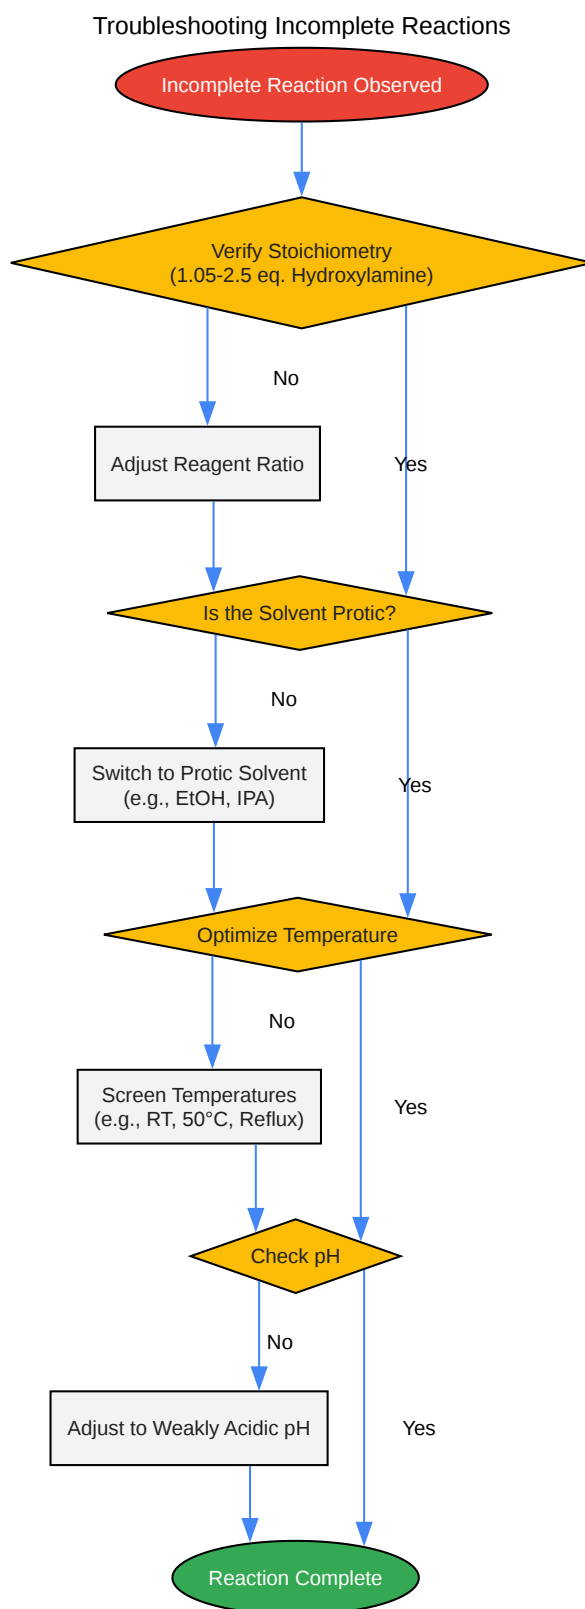 Troubleshooting Incomplete Reactions
Incomplete Reaction Observed
Verify Stoichiometry
(1.05-2.5 eq. Hydroxylamine)
No
Adjust Reagent Ratio
Yes
Is the Solvent Protic?
No
Switch to Protic Solvent
(e.g., EtOH, IPA)
Yes
Optimize Temperature
No
Screen Temperatures
(e.g., RT, 50°C, Reflux)
Yes
Check pH
No
Adjust to Weakly Acidic pH
Yes
Reaction Complete